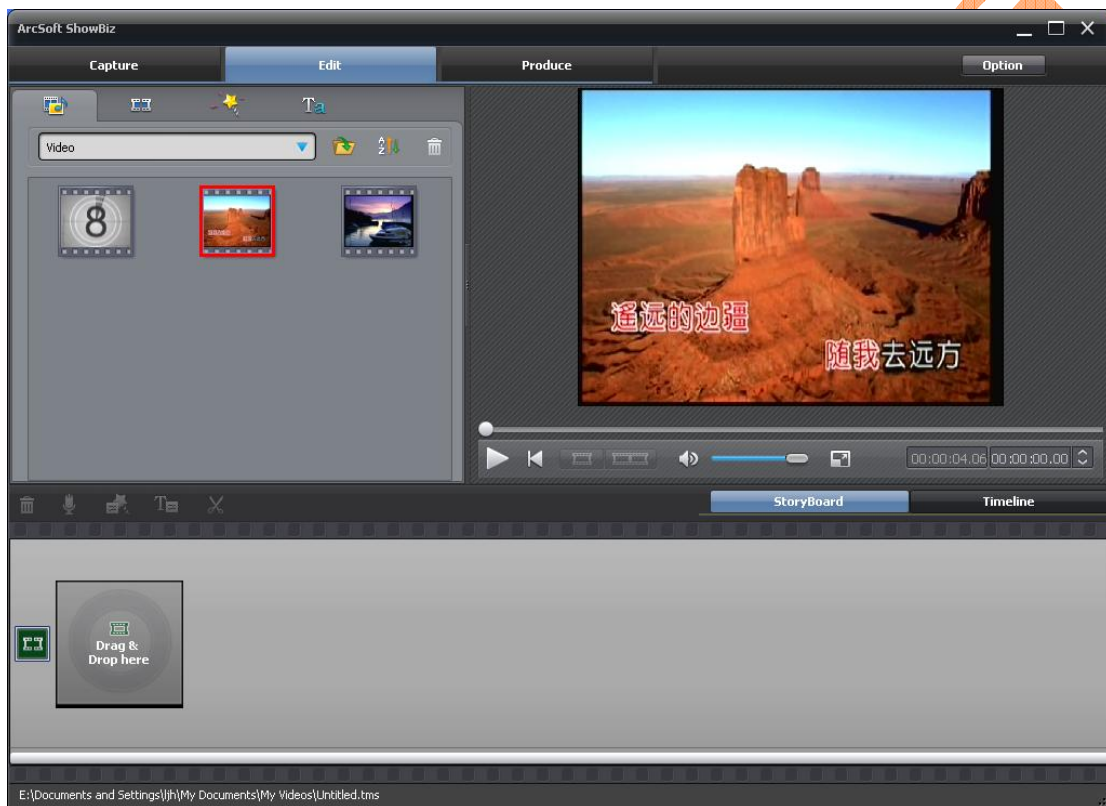 ArcSoft ShowBiz
Capture
Edit
Produce
Option
Ta
Video
A
Z
8
遥远的边疆
随我去远方
00:00:04.06 00:00:00.00
T
StoryBoard
Timeline
Drag &
Drop here
E:\Documents and Settings\ljh\My Documents\My Videos\Untitled.tms